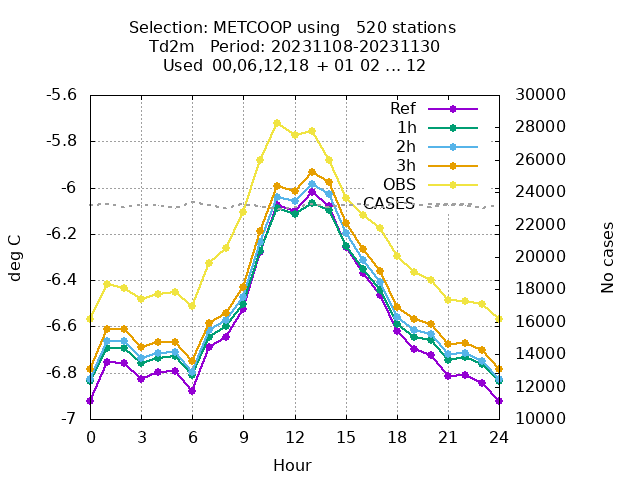 Selection: METCOOP using   520 stations
Td2m   Period: 20231108-20231130
Used 00,06,12,18 + 01 02 ... 12
-5.6
-5.8
-6
-6.2
-6.4
-6.6
-6.8
-7
deg C
30000
28000
26000
24000
22000
20000
18000
16000
14000
12000
10000
No cases
Ref
1h
2h
3h
OBS
CASES
0 3 6 9 12 15 18 21 24
Hour